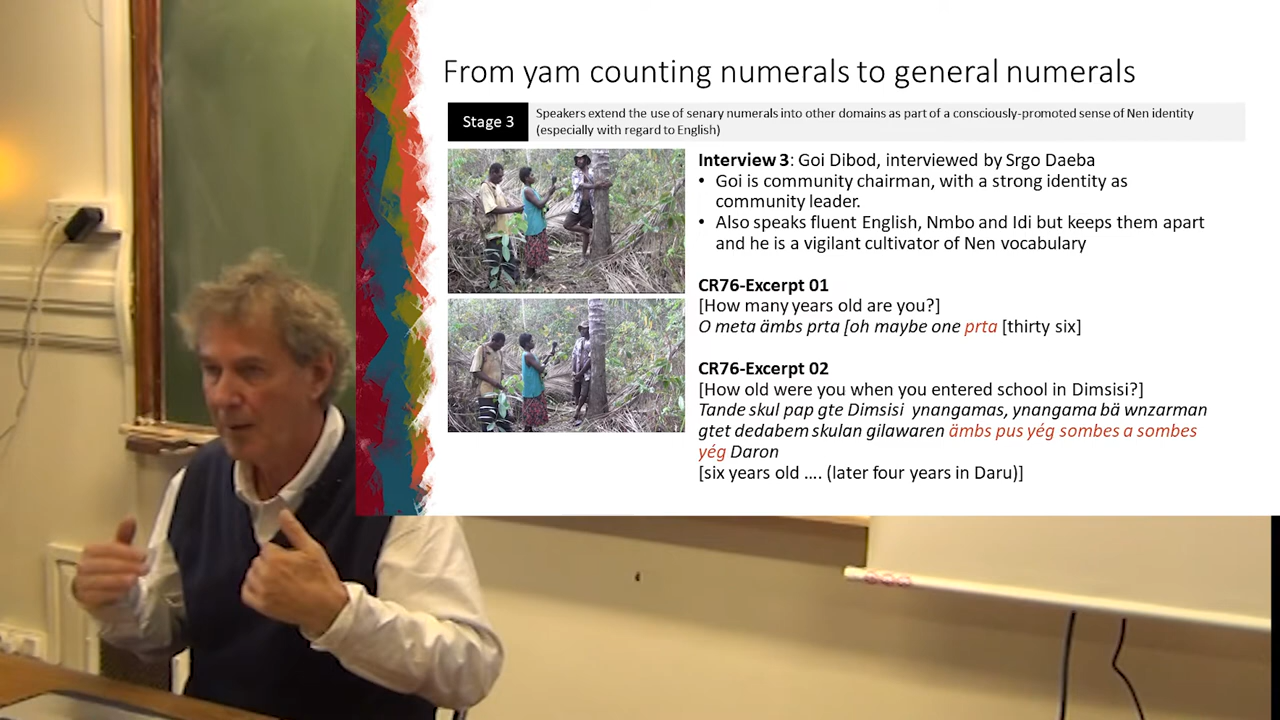 From yam counting numerals to general numerals
Stage 3
Speakers extend the use of senary numerals into other domains as part of a consciously-promoted sense of Nen identity
(especially with regard to English)
Interview 3: Goi Dibod, interviewed by Srgo Daeba
• Goi is community chairman, with a strong identity as
community leader.
• Also speaks fluent English, Nmbo and Idi but keeps them apart
and he is a vigilant cultivator of Nen vocabulary
CR76-Excerpt 01
[How many years old are you?]
O meta ämbs prta [oh maybe one prta [thirty six]
CR76-Excerpt 02
[How old were you when you entered school in Dimsisi?]
Tande skul pap gte Dimsisi ynangamas, ynangama bä wnzarman
gtet dedabem skulan gilawaren ämbs pus yég sombes a sombes
yég Daron
[six years old .... (later four years in Daru)]